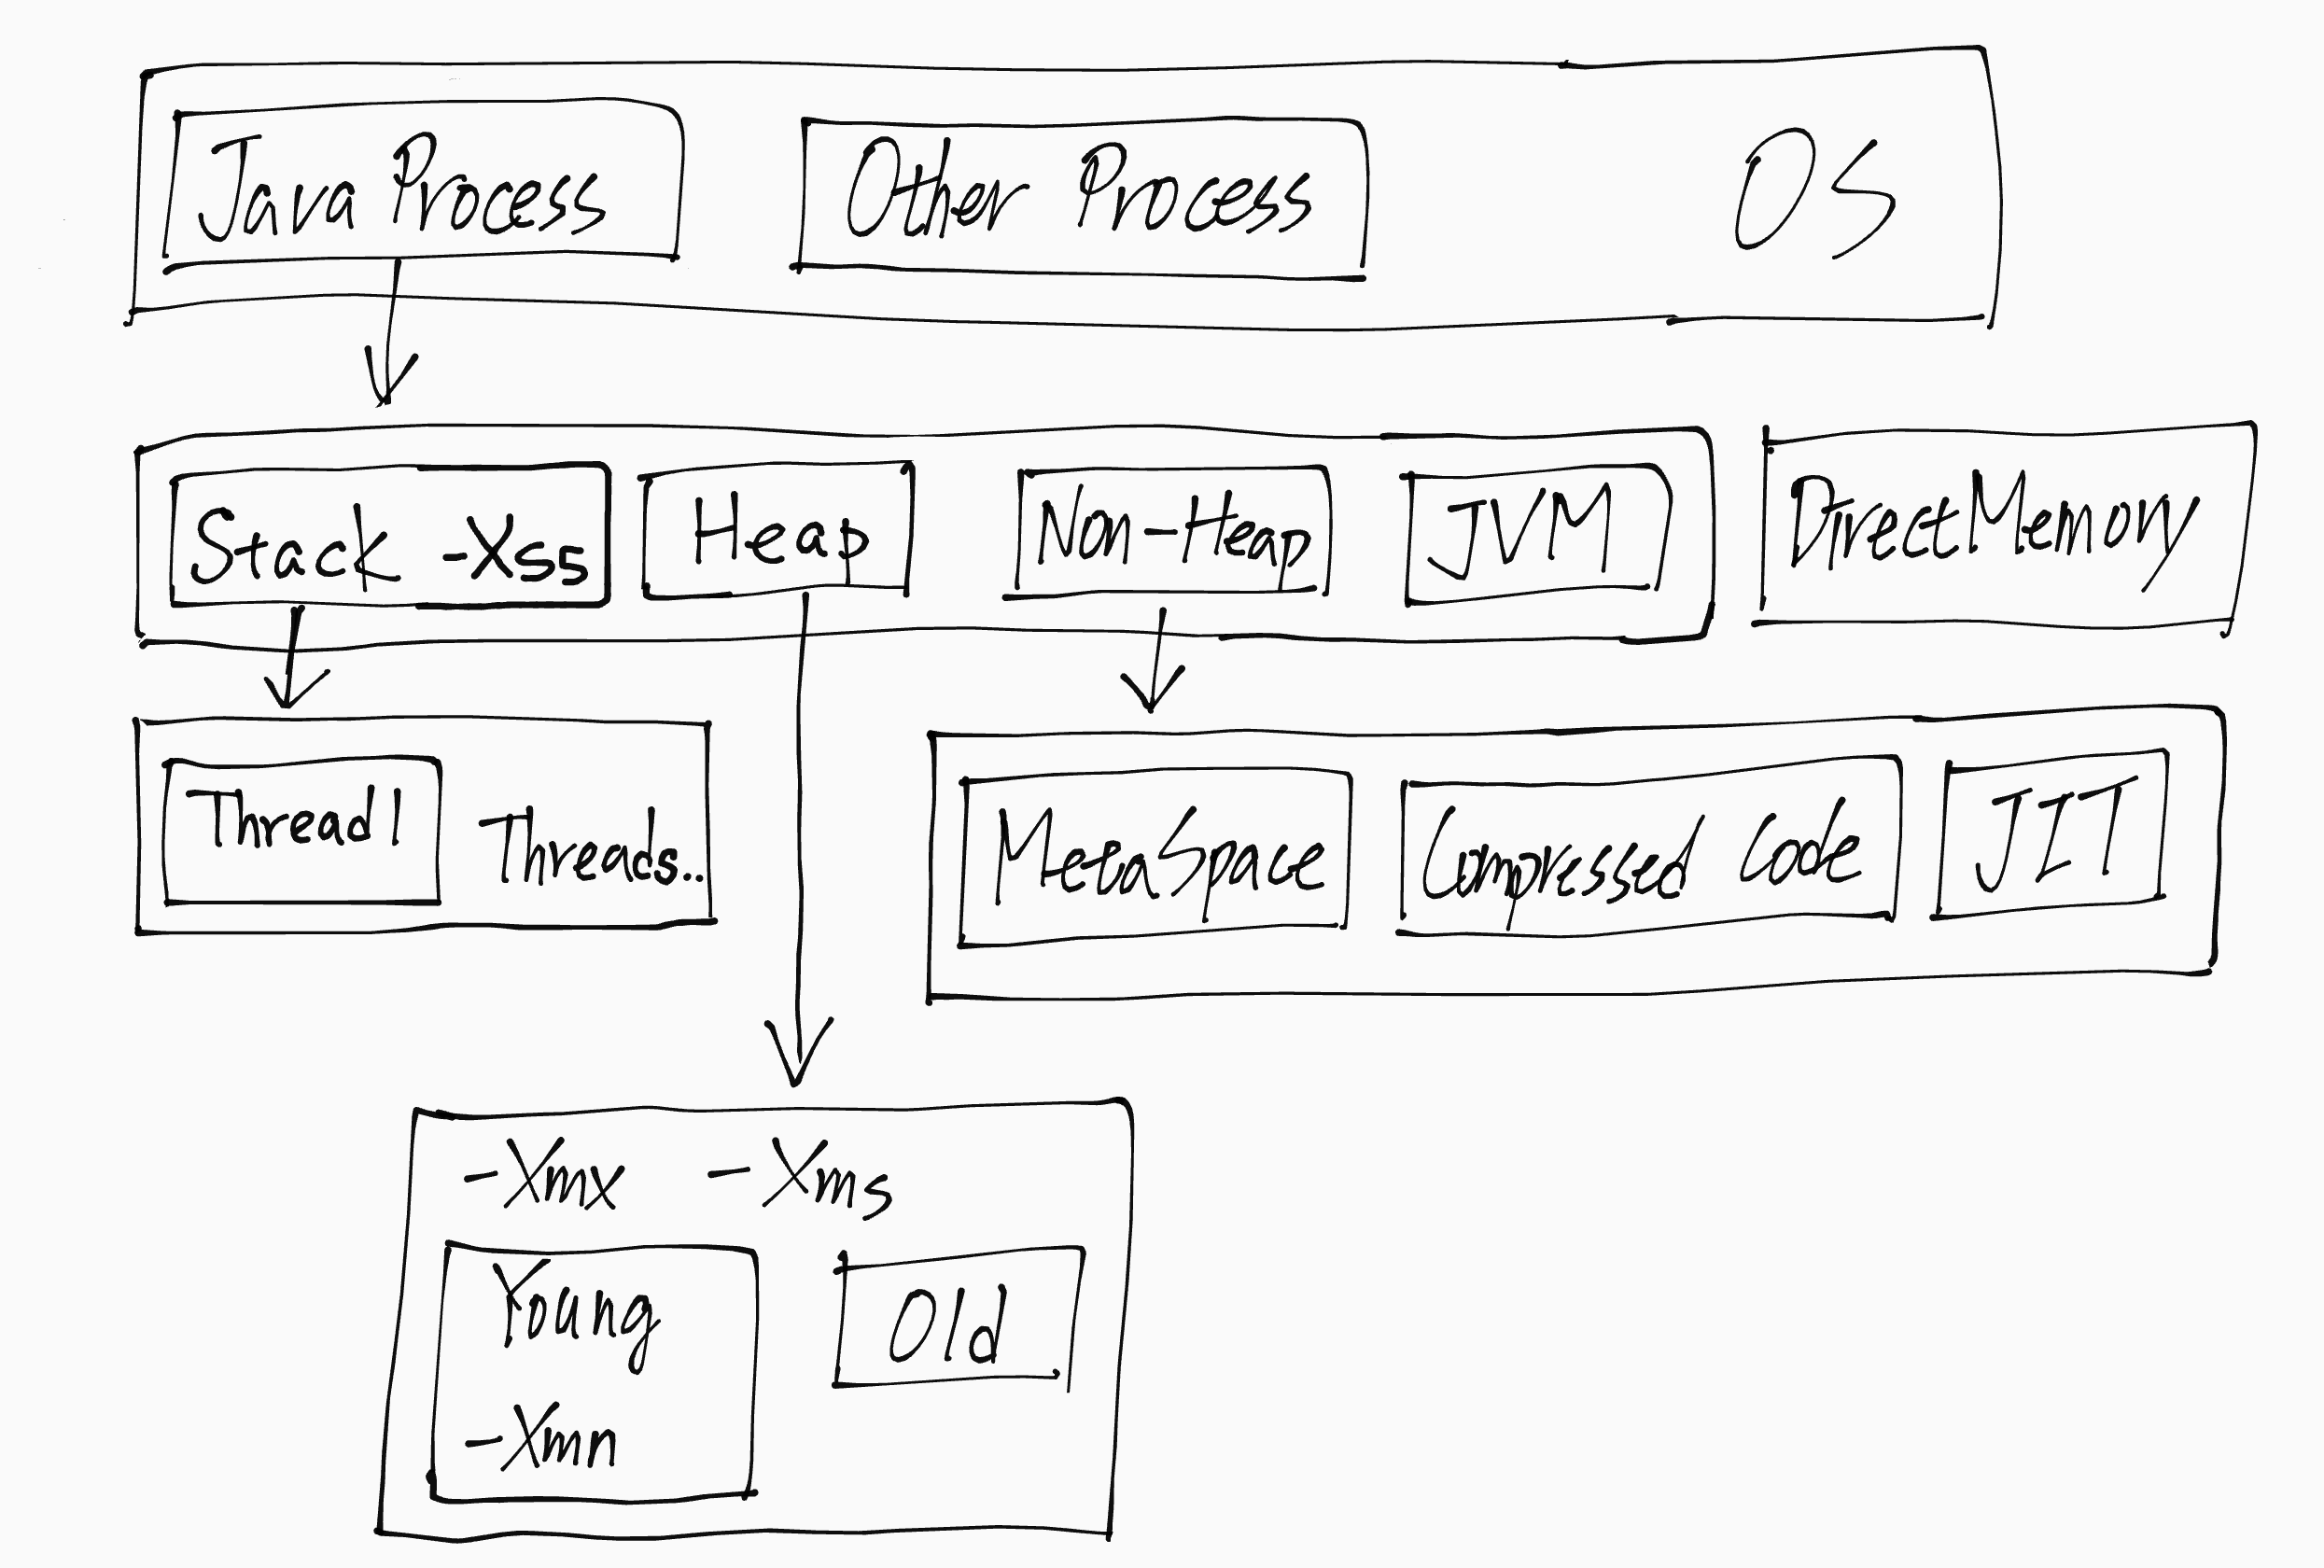 Java Process
Other Process
OS
Stack -Xss
Heap
Non-Heap
JVM
DirectMemory
Thread1
Threads..
MetaSpace
Compressed Code
JIT
-Xmx -Xms
Young
-Xmn
Old